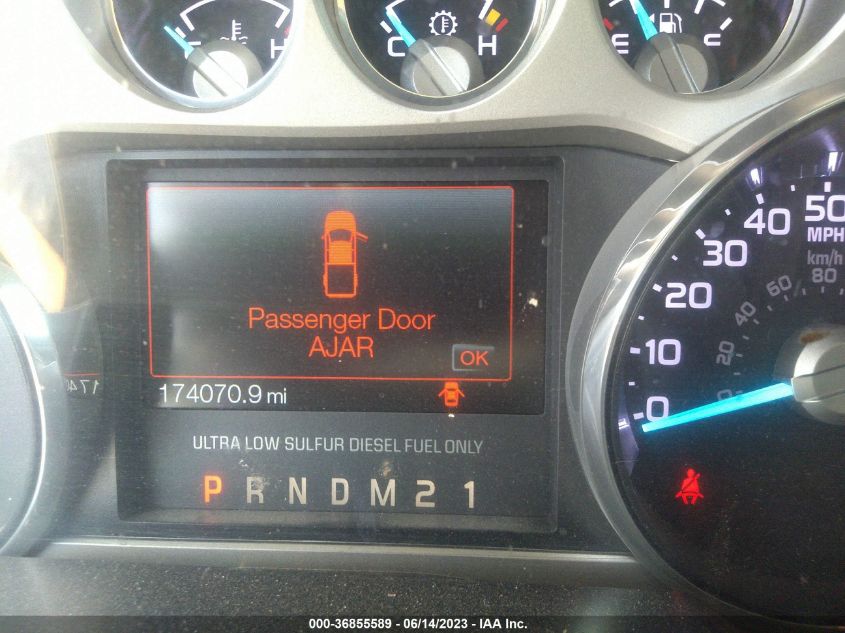 C H
C H
E F
Passenger Door
AJAR
OK
174070.9 mi
ULTRA LOW SULFUR DIESEL FUEL ONLY
P R N D M 2 1
50
MPH
40
30
20
10
0
km/h
80
60
40
20
0
000-36855589 - 06/14/2023 - IAA Inc.